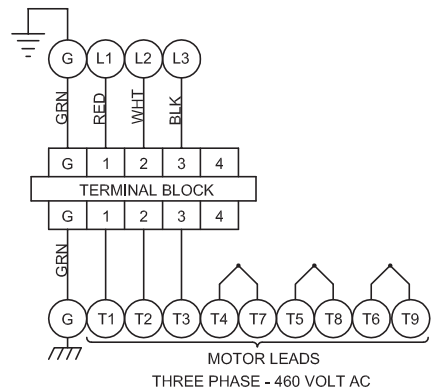 G L1 L2 L3
GRN RED WHT BLK
G 1 2 3 4
TERMINAL BLOCK
G 1 2 3 4
GRN
G T1 T2 T3 T4 T7 T5 T8 T6 T9
MOTOR LEADS
THREE PHASE - 460 VOLT AC